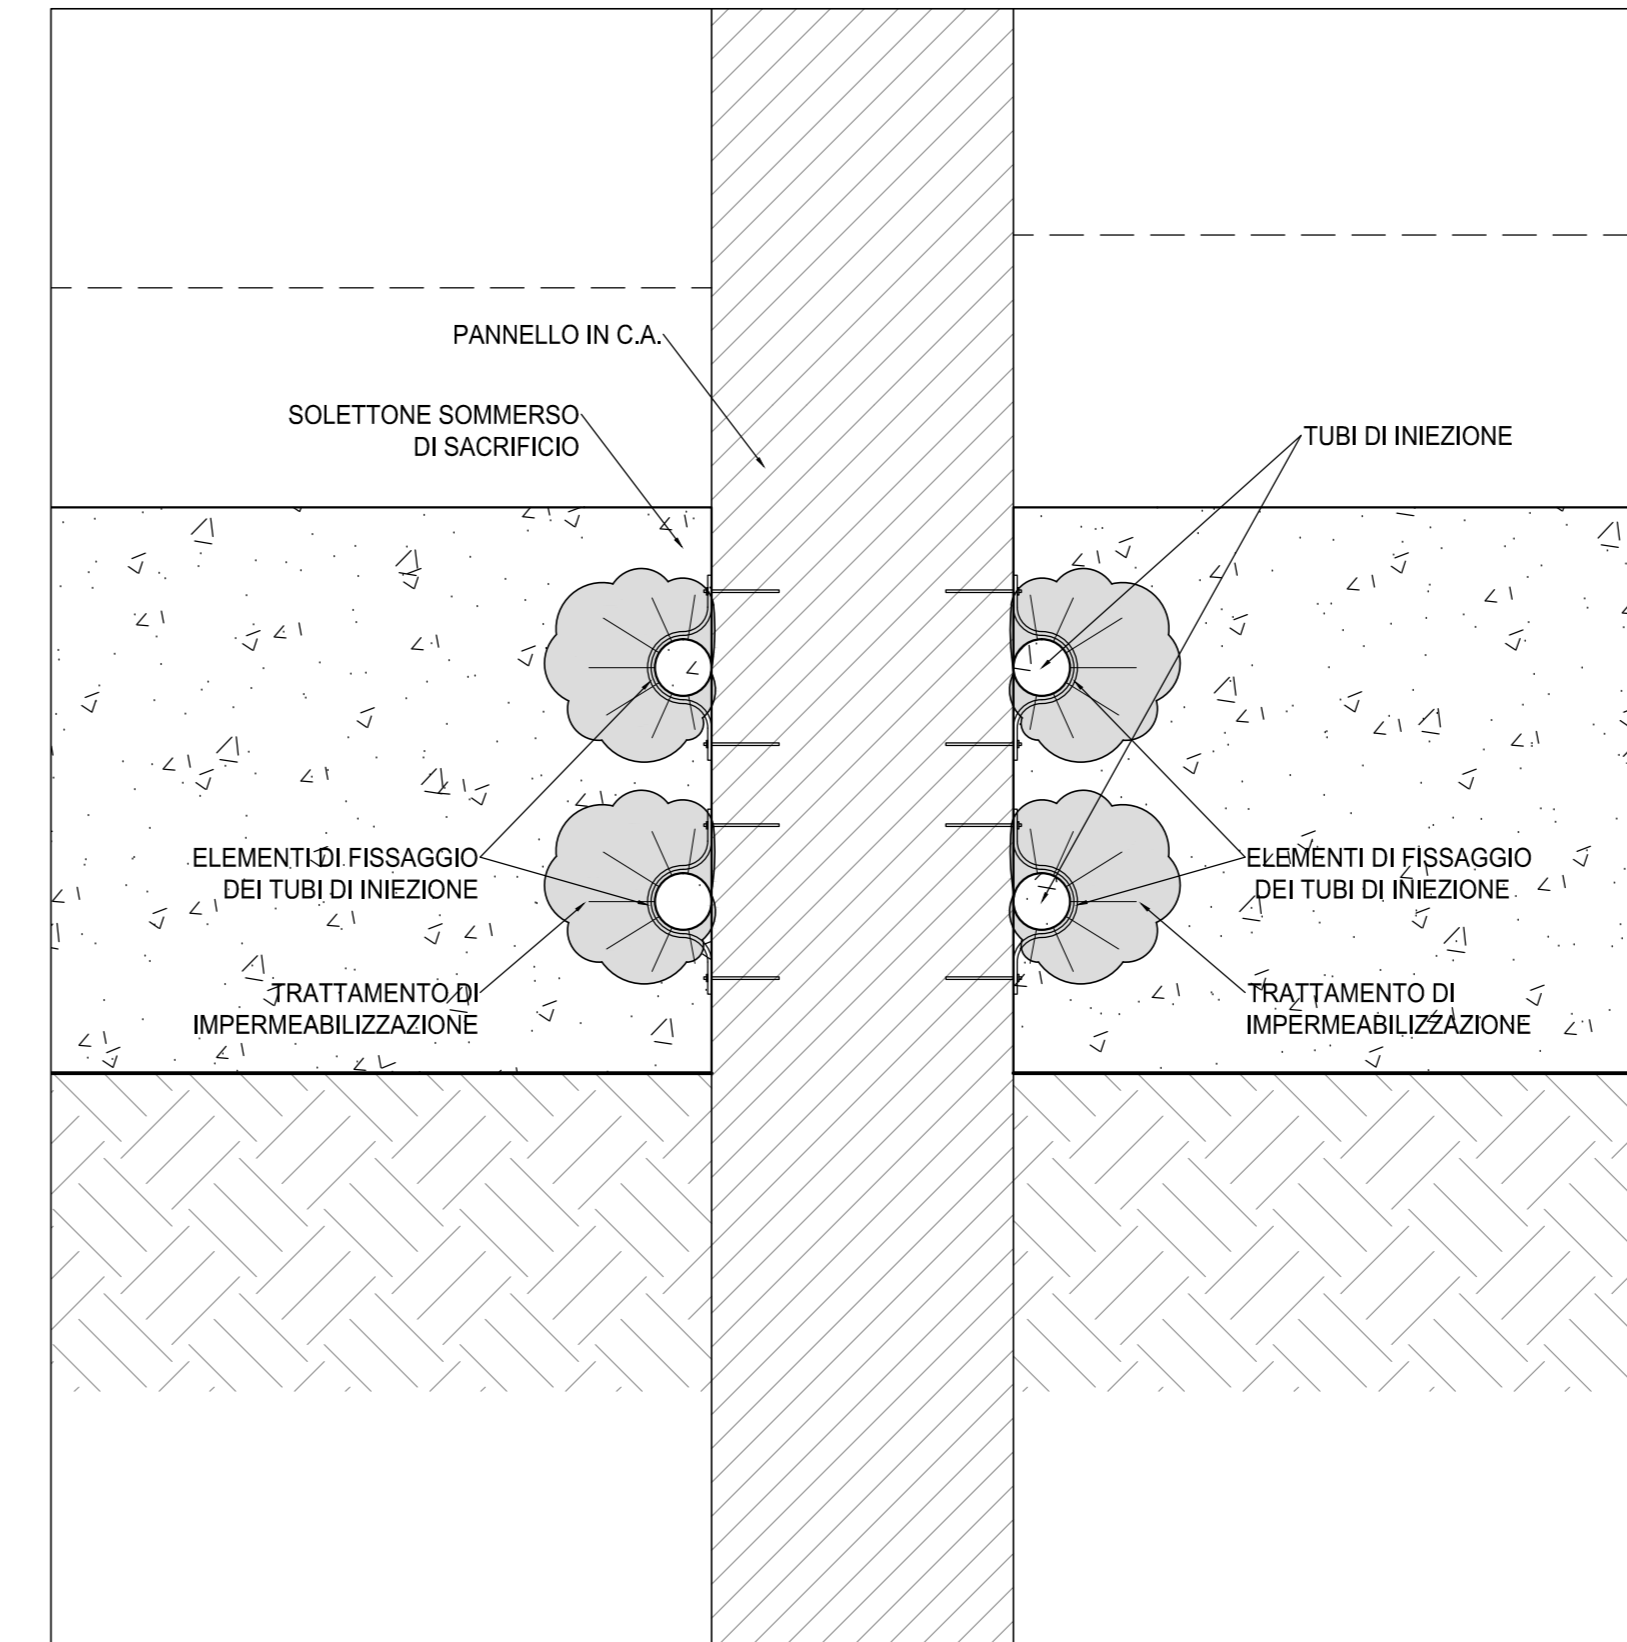 PANNELLO IN C.A.
SOLETTONE SOMMERSO
DI SACRIFICIO
TUBI DI INIEZIONE
ELEMENTI DI FISSAGGIO
DEI TUBI DI INIEZIONE
ELEMENTI DI FISSAGGIO
DEI TUBI DI INIEZIONE
TRATTAMENTO DI
IMPERMEABILIZZAZIONE
TRATTAMENTO DI
IMPERMEABILIZZAZIONE